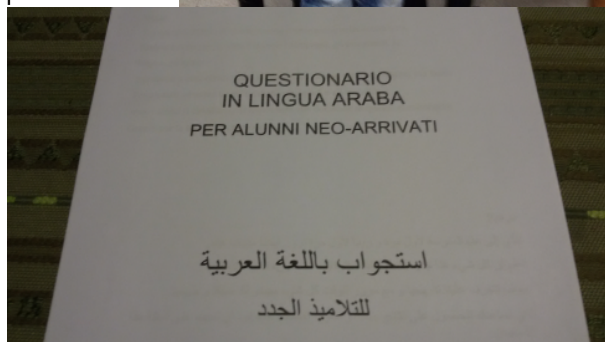 QUESTIONARIO
IN LINGUA ARABA
PER ALUNNI NEO-ARRIVATI
استجواب باللغة العربية
للتلاميذ الجدد